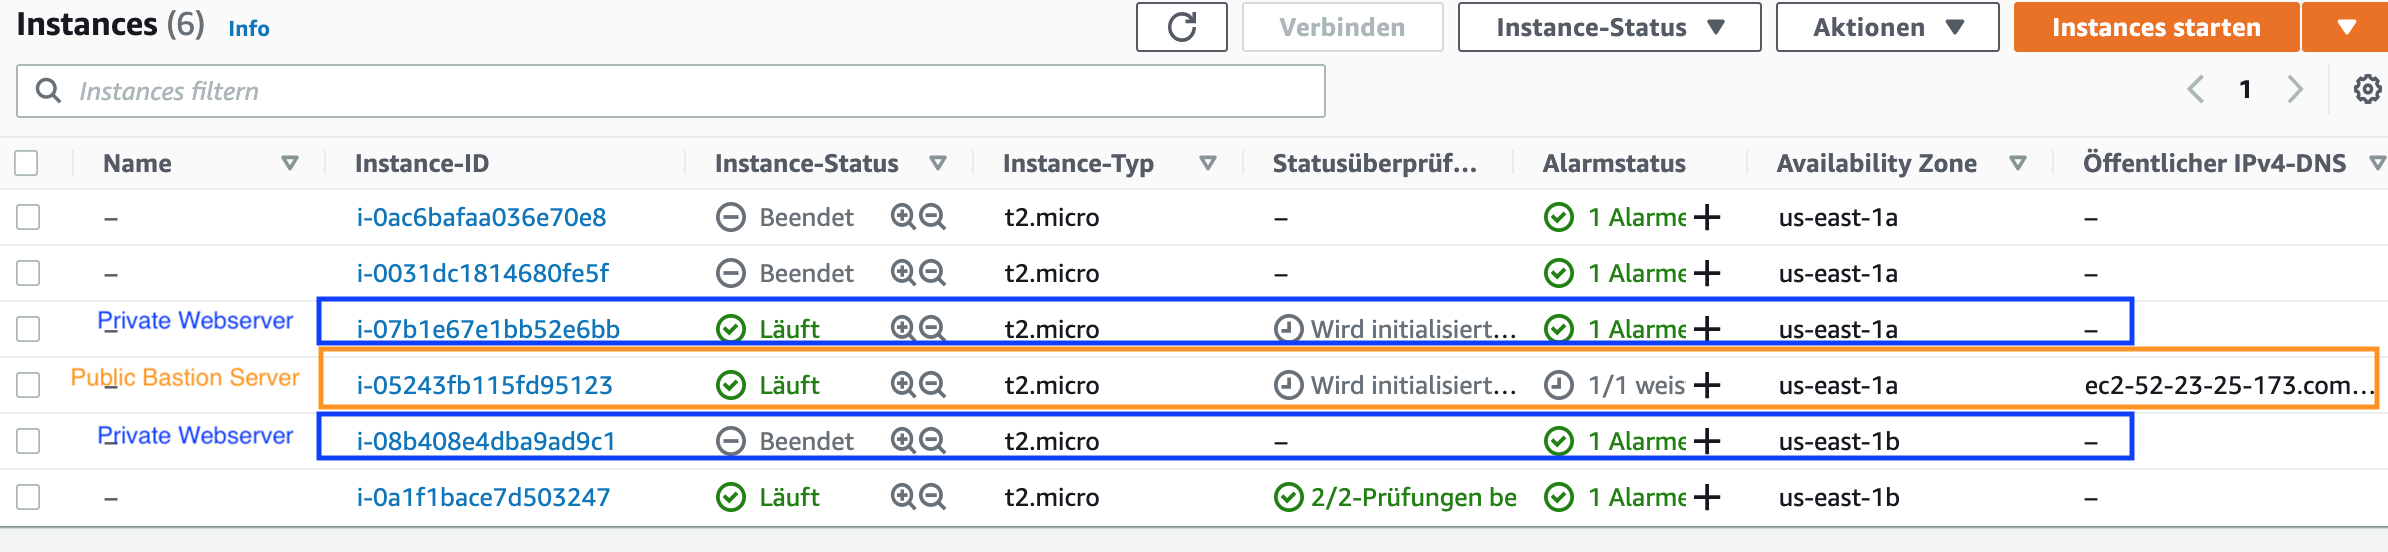 Instances (6) Info
Verbinden Instance-Status Aktionen Instances starten
Instances filtern
1
Name Instance-ID Instance-Status Instance-Typ Statusüberprüf... Alarmstatus Availability Zone Öffentlicher IPv4-DNS
– i-0ac6bafaa036e70e8 Beendet t2.micro – 1 Alarme us-east-1a –
– i-0031dc1814680fe5f Beendet t2.micro – 1 Alarme us-east-1a –
Private Webserver – i-07b1e67e1bb52e6bb Läuft t2.micro Wird initialisiert... 1 Alarme us-east-1a –
Public Bastion Server – i-05243fb115fd95123 Läuft t2.micro Wird initialisiert... 1/1 weis us-east-1a ec2-52-23-25-173.com...
Private Webserver – i-08b408e4dba9ad9c1 Beendet t2.micro – 1 Alarme us-east-1b –
– i-0a1f1bace7d503247 Läuft t2.micro 2/2-Prüfungen be 1 Alarme us-east-1b –